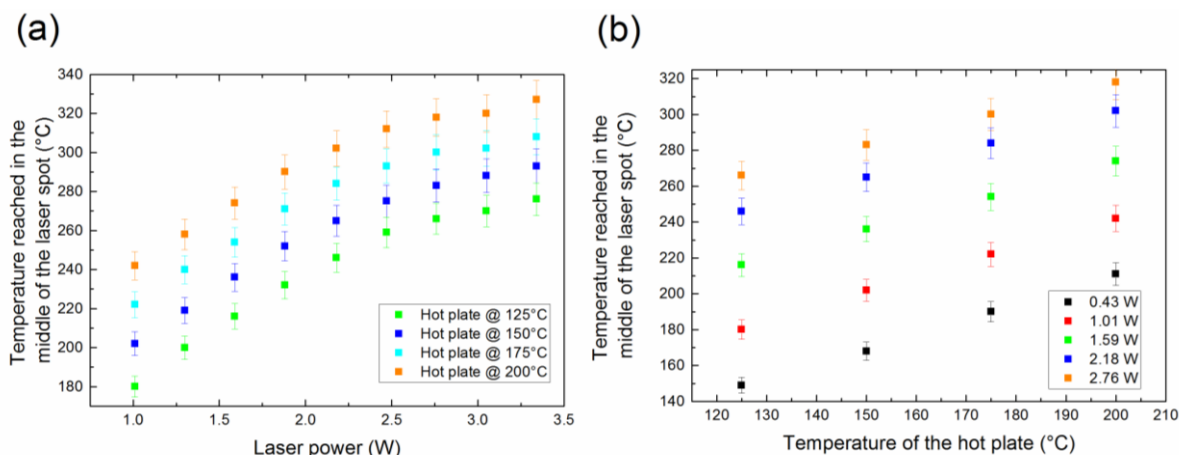 (a)
Temperature reached in the
middle of the laser spot (°C)
340
320
300
280
260
240
220
200
180
1.0 1.5 2.0 2.5 3.0 3.5
Laser power (W)
Hot plate @ 125°C
Hot plate @ 150°C
Hot plate @ 175°C
Hot plate @ 200°C
(b)
Temperature reached in the
middle of the laser spot (°C)
320
300
280
260
240
220
200
180
160
140
120 130 140 150 160 170 180 190 200 210
Temperature of the hot plate (°C)
0.43 W
1.01 W
1.59 W
2.18 W
2.76 W